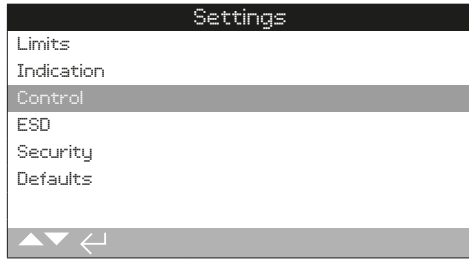 Settings
Limits
Indication
Control
ESD
Security
Defaults